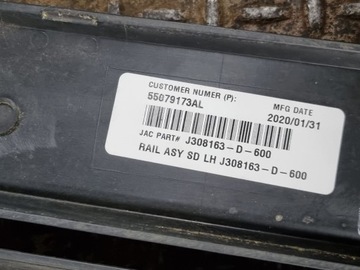 CUSTOMER NUMER (P):
55079173AL
MFG DATE
2020/01/31
JAC PART# J308163-D-600
RAIL ASY SD LH J308163-D-600